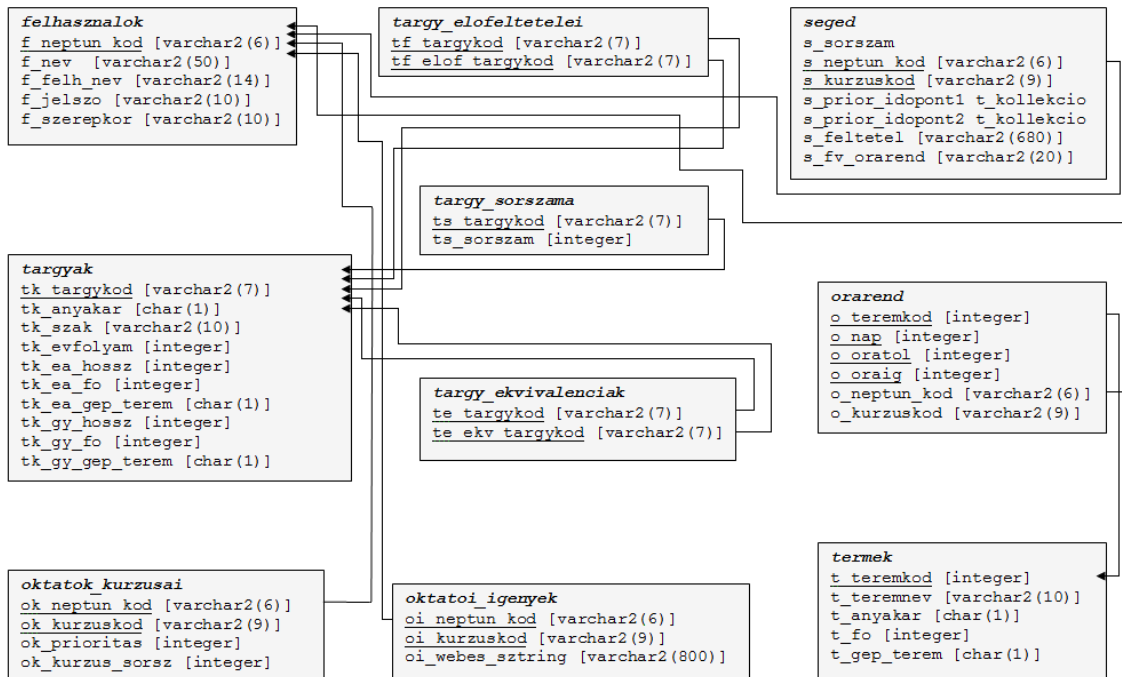 felhasznalok
f_neptun_kod [varchar2(6)]
f_nev [varchar2(50)]
f_felh_nev [varchar2(14)]
f_jelszo [varchar2(10)]
f_szerepkor [varchar2(10)]
targy_elofeltetelei
tf_targykod [varchar2(7)]
tf_elof_targykod [varchar2(7)]
seged
s_sorszam
s_neptun_kod [varchar2(6)]
s_kurzuskod [varchar2(9)]
s_prior_idopont1 t_kollekcio
s_prior_idopont2 t_kollekcio
s_feltetel [varchar2(680)]
s_fv_orarend [varchar2(20)]
targy_sorszama
ts_targykod [varchar2(7)]
ts_sorszam [integer]
targyak
tk_targykod [varchar2(7)]
tk_anyakar [char(1)]
tk_szak [varchar2(10)]
tk_evfolyam [integer]
tk_ea_hossz [integer]
tk_ea_fo [integer]
tk_ea_gep_terem [char(1)]
tk_gy_hossz [integer]
tk_gy_fo [integer]
tk_gy_gep_terem [char(1)]
targy_ekvivalenciak
te_targykod [varchar2(7)]
te_ekv_targykod [varchar2(7)]
orarend
o_teremkod [integer]
o_nap [integer]
o_oratol [integer]
o_oraig [integer]
o_neptun_kod [varchar2(6)]
o_kurzuskod [varchar2(9)]
oktatok_kurzusai
ok_neptun_kod [varchar2(6)]
ok_kurzuskod [varchar2(9)]
ok_prioritas [integer]
ok_kurzus_sorsz [integer]
oktatoi_igenyek
oi_neptun_kod [varchar2(6)]
oi_kurzuskod [varchar2(9)]
oi_webes_sztring [varchar2(800)]
termek
t_teremkod [integer]
t_teremnev [varchar2(10)]
t_anyakar [char(1)]
t_fo [integer]
t_gep_terem [char(1)]